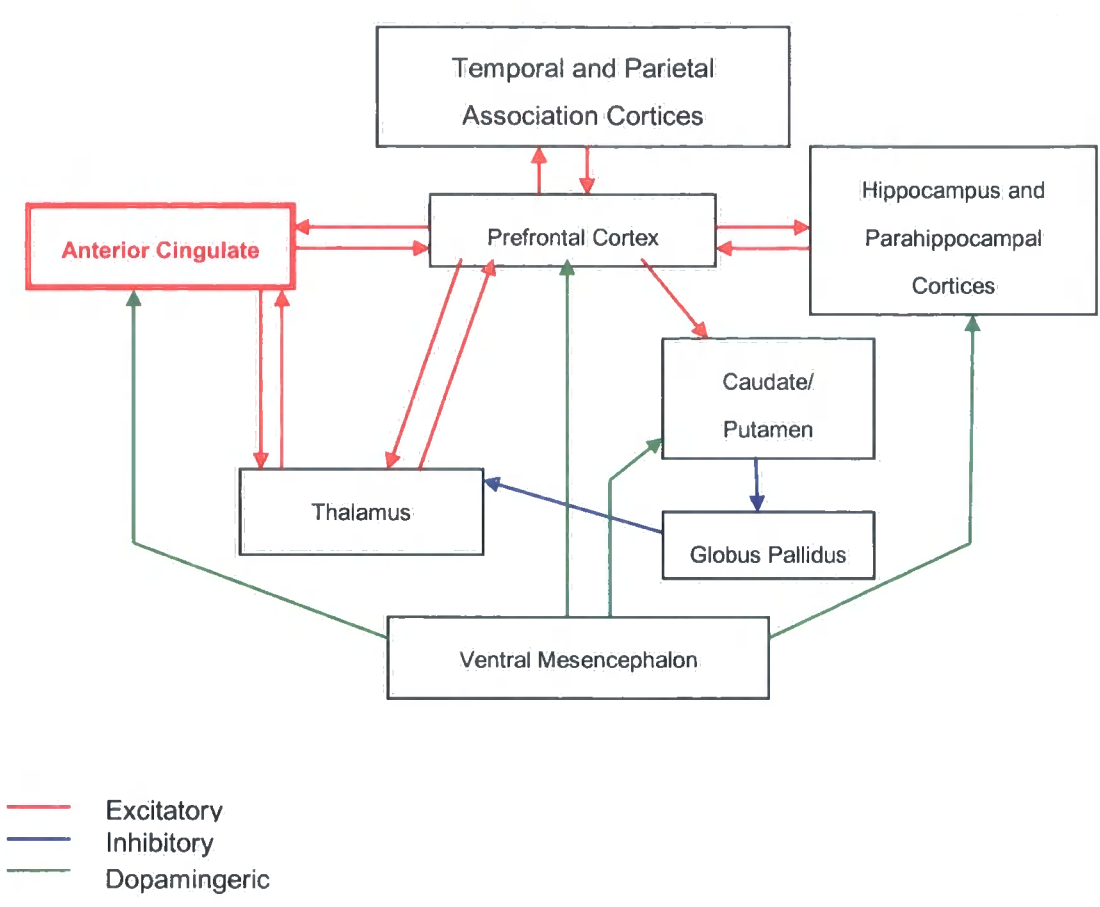 Temporal and Parietal
Association Cortices
Hippocampus and
Parahippocampal
Cortices
Anterior Cingulate
Prefrontal Cortex
Caudate/
Putamen
Thalamus
Globus Pallidus
Ventral Mesencephalon
Excitatory
Inhibitory
Dopamingeric